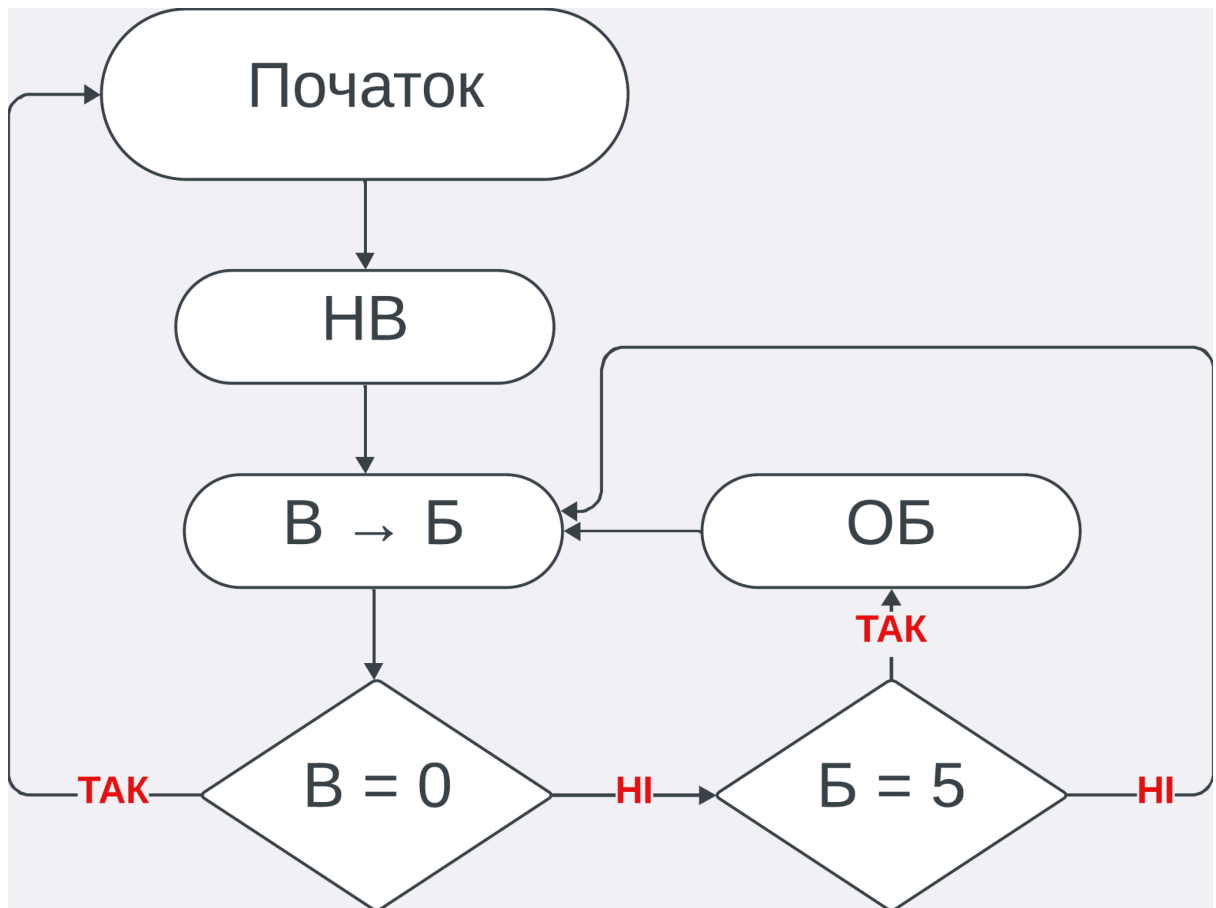 Початок
НВ
В → Б
ОБ
ТАК
В = 0
Б = 5
ТАК
НІ
НІ